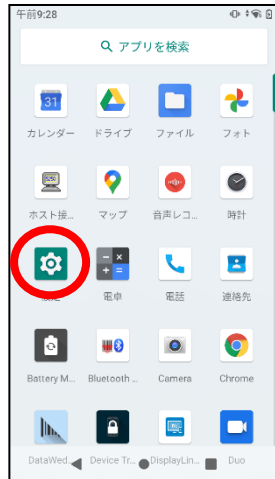 午前9:28
アプリを検索
31
カレンダー ドライブ ファイル フォト
ホスト接... マップ 音声レコ... 時計
電卓 電話 連絡先
Battery M... Bluetooth ... Camera Chrome
DataWed... Device Tr... DisplayLin... Duo